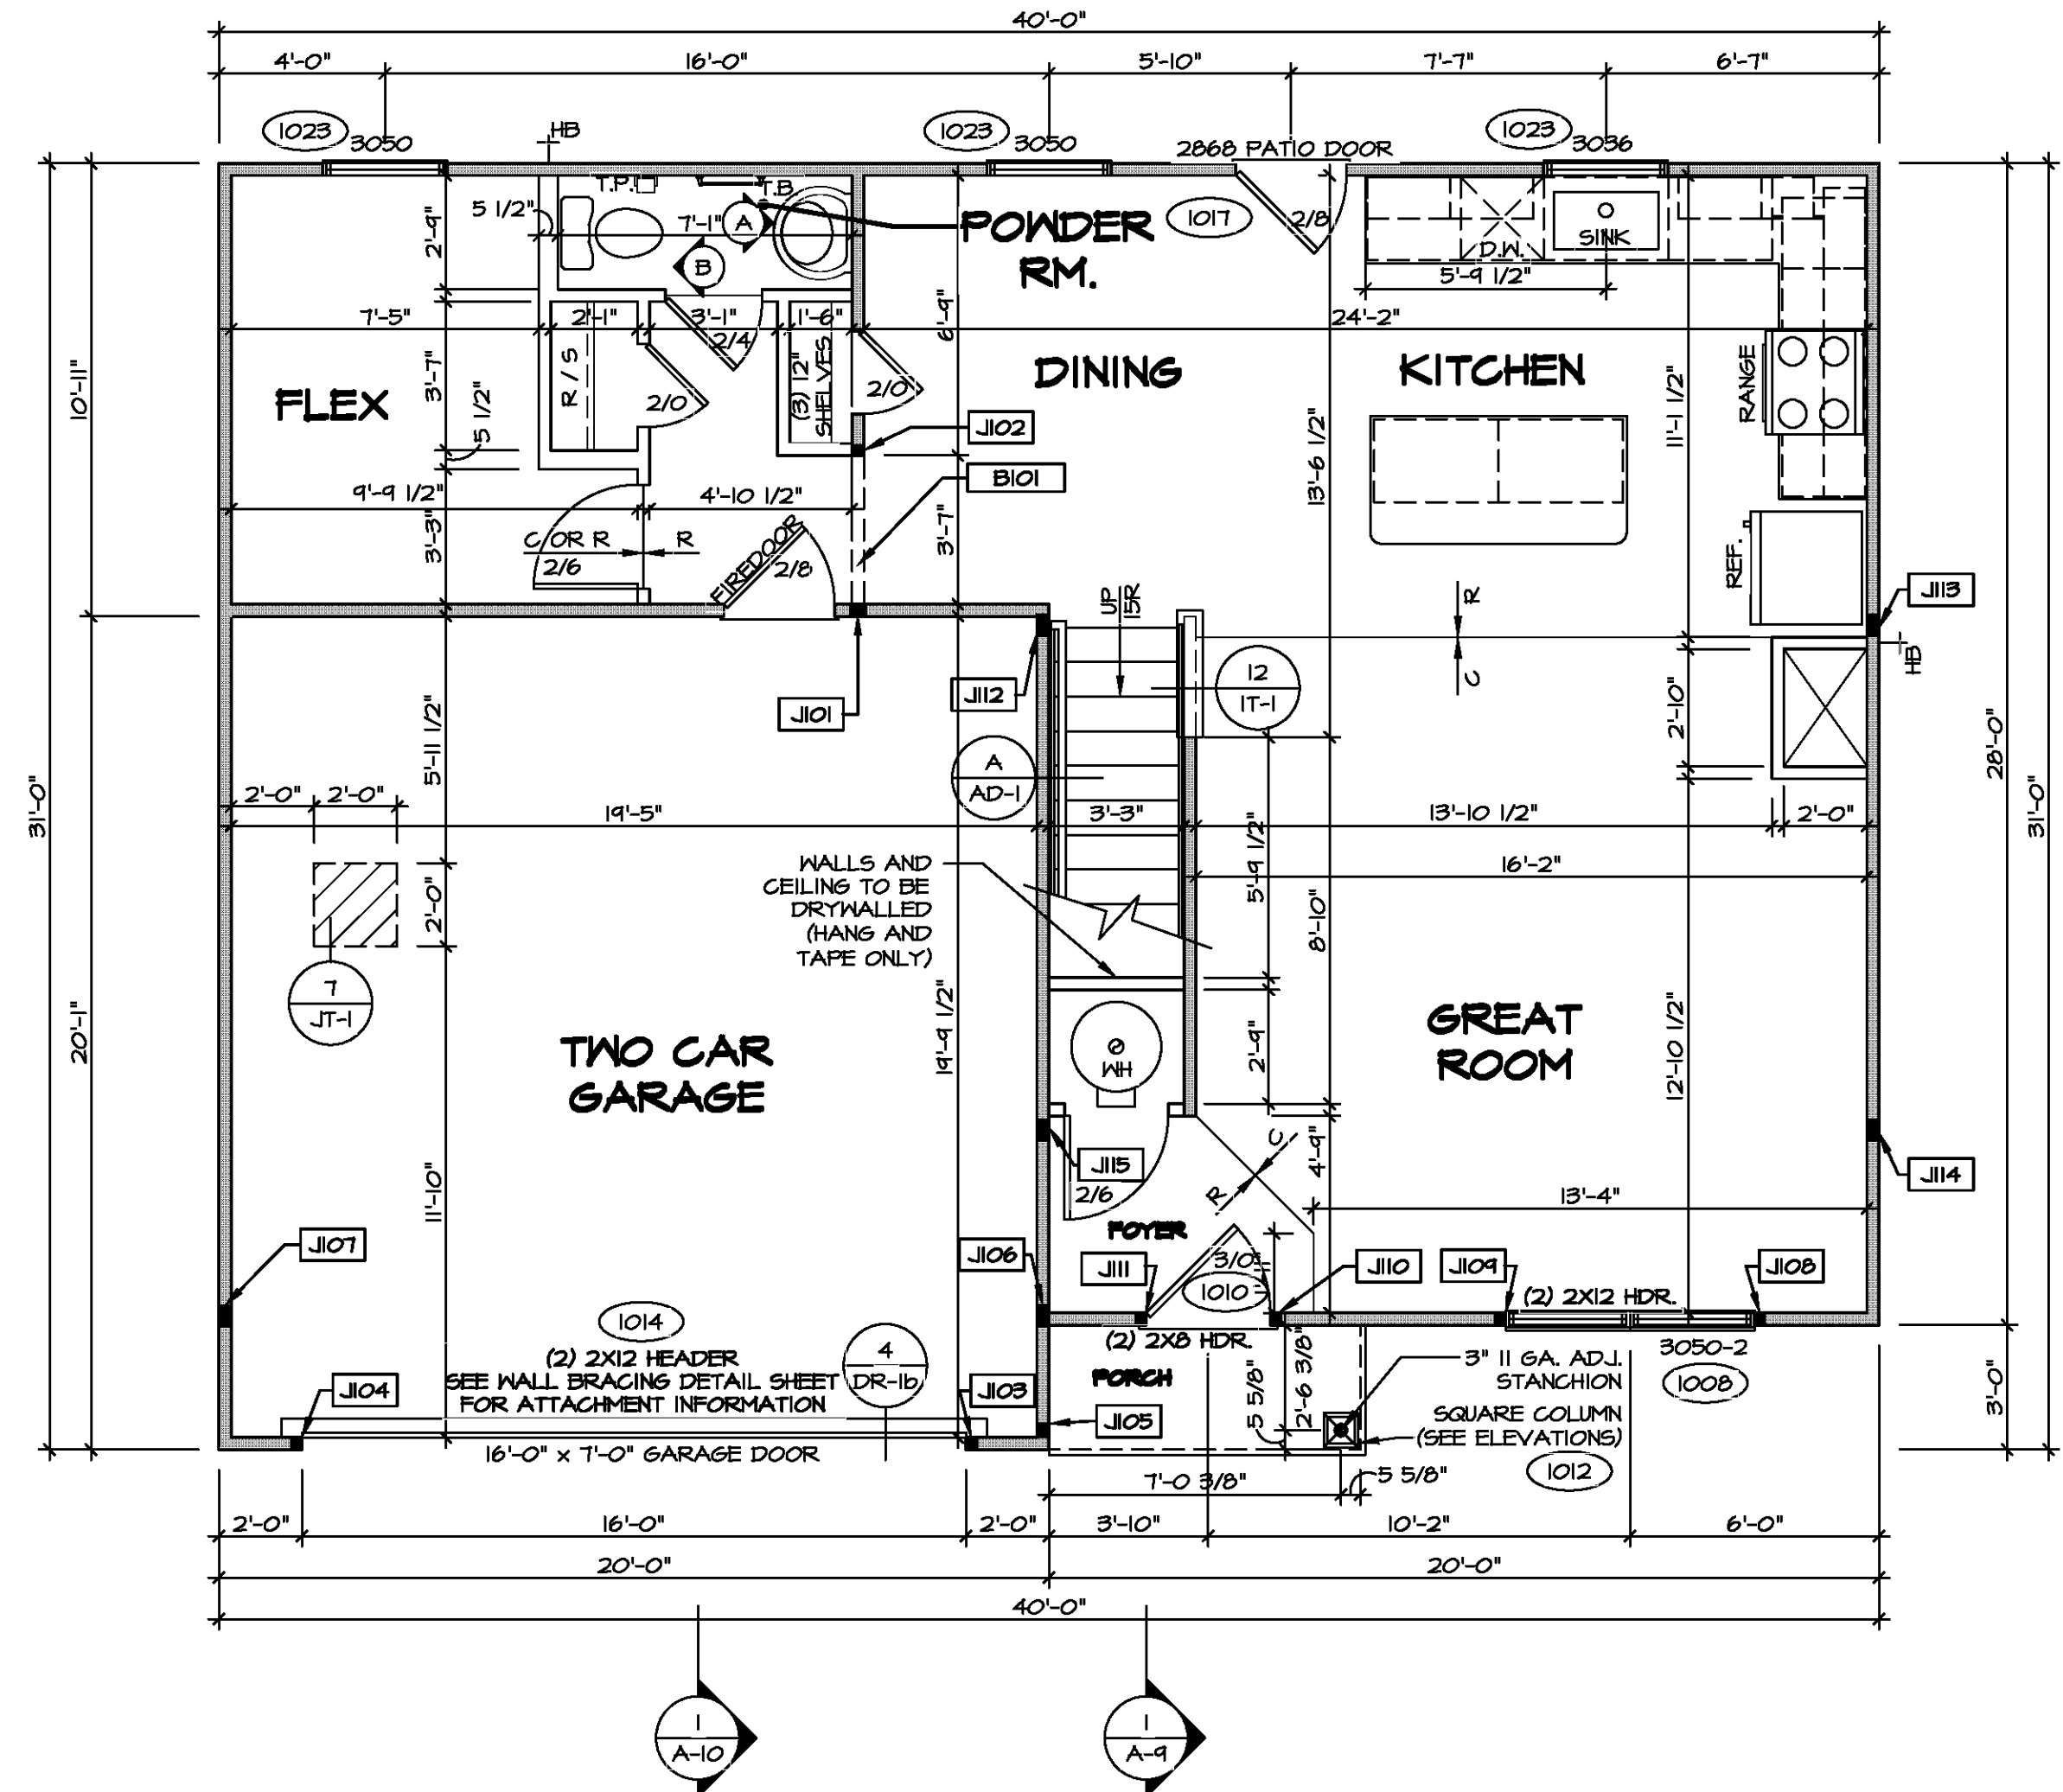 40'-0"
4'-0" 16'-0" 5'-10" 7'-7" 6'-7"
1023 3050 HB 1023 3050 2868 PATIO DOOR 1023 3036
T.P. T.B.
5 1/2" 7'-1" A
2'-9"
B
POWDER
RM.
1017 2/8
D.W. SINK
5'-9 1/2"
7'-5" 2'-1" 3'-1" 1'-6" 24'-2"
2/4
6'-9"
R / S
(3) 12"
SHELVES
2/0 2/0
3'-7"
5 1/2"
FLEX
DINING
KITCHEN
RANGE
11'-1 1/2"
13'-6 1/2"
10'-11"
J102
B101
9'-9 1/2" 4'-10 1/2"
3'-3"
3'-7"
C OR R R
2/6
FIREDOOR
2/8
REF.
R
C
J113
HB
UP
15R
12
IT-1
J112
J101
5'-11 1/2"
A
AD-1
2'-10"
28'-0"
31'-0"
31'-0"
2'-0" 2'-0" 19'-5" 3'-3" 13'-10 1/2" 2'-0"
16'-2"
5'-9 1/2"
8'-10"
WALLS AND
CEILING TO BE
DRYWALLED
(HANG AND
TAPE ONLY)
2'-0"
7
JT-1
20'-1"
19'-9 1/2"
TWO CAR
GARAGE
WH
2'-9"
GREAT
ROOM
12'-10 1/2"
11'-10"
J115
2/6
C
R
4'-9"
J114
13'-4"
FOYER
J107
J106
J111
3/0
1010
J110
J109
J108
(2) 2X12 HDR.
1014
(2) 2X12 HEADER
SEE WALL BRACING DETAIL SHEET
FOR ATTACHMENT INFORMATION
4
DR-1b
(2) 2X8 HDR.
3050-2
1008
PORCH
J104
J103
J105
5 5/8"
2'-6 3/8"
3" 11 GA. ADJ.
STANCHION
SQUARE COLUMN
(SEE ELEVATIONS)
1012
3'-0"
16'-0" x 7'-0" GARAGE DOOR
7'-0 3/8" 5 5/8"
2'-0" 16'-0" 2'-0" 3'-10" 10'-2" 6'-0"
20'-0" 20'-0"
40'-0"
1
A-10
1
A-9